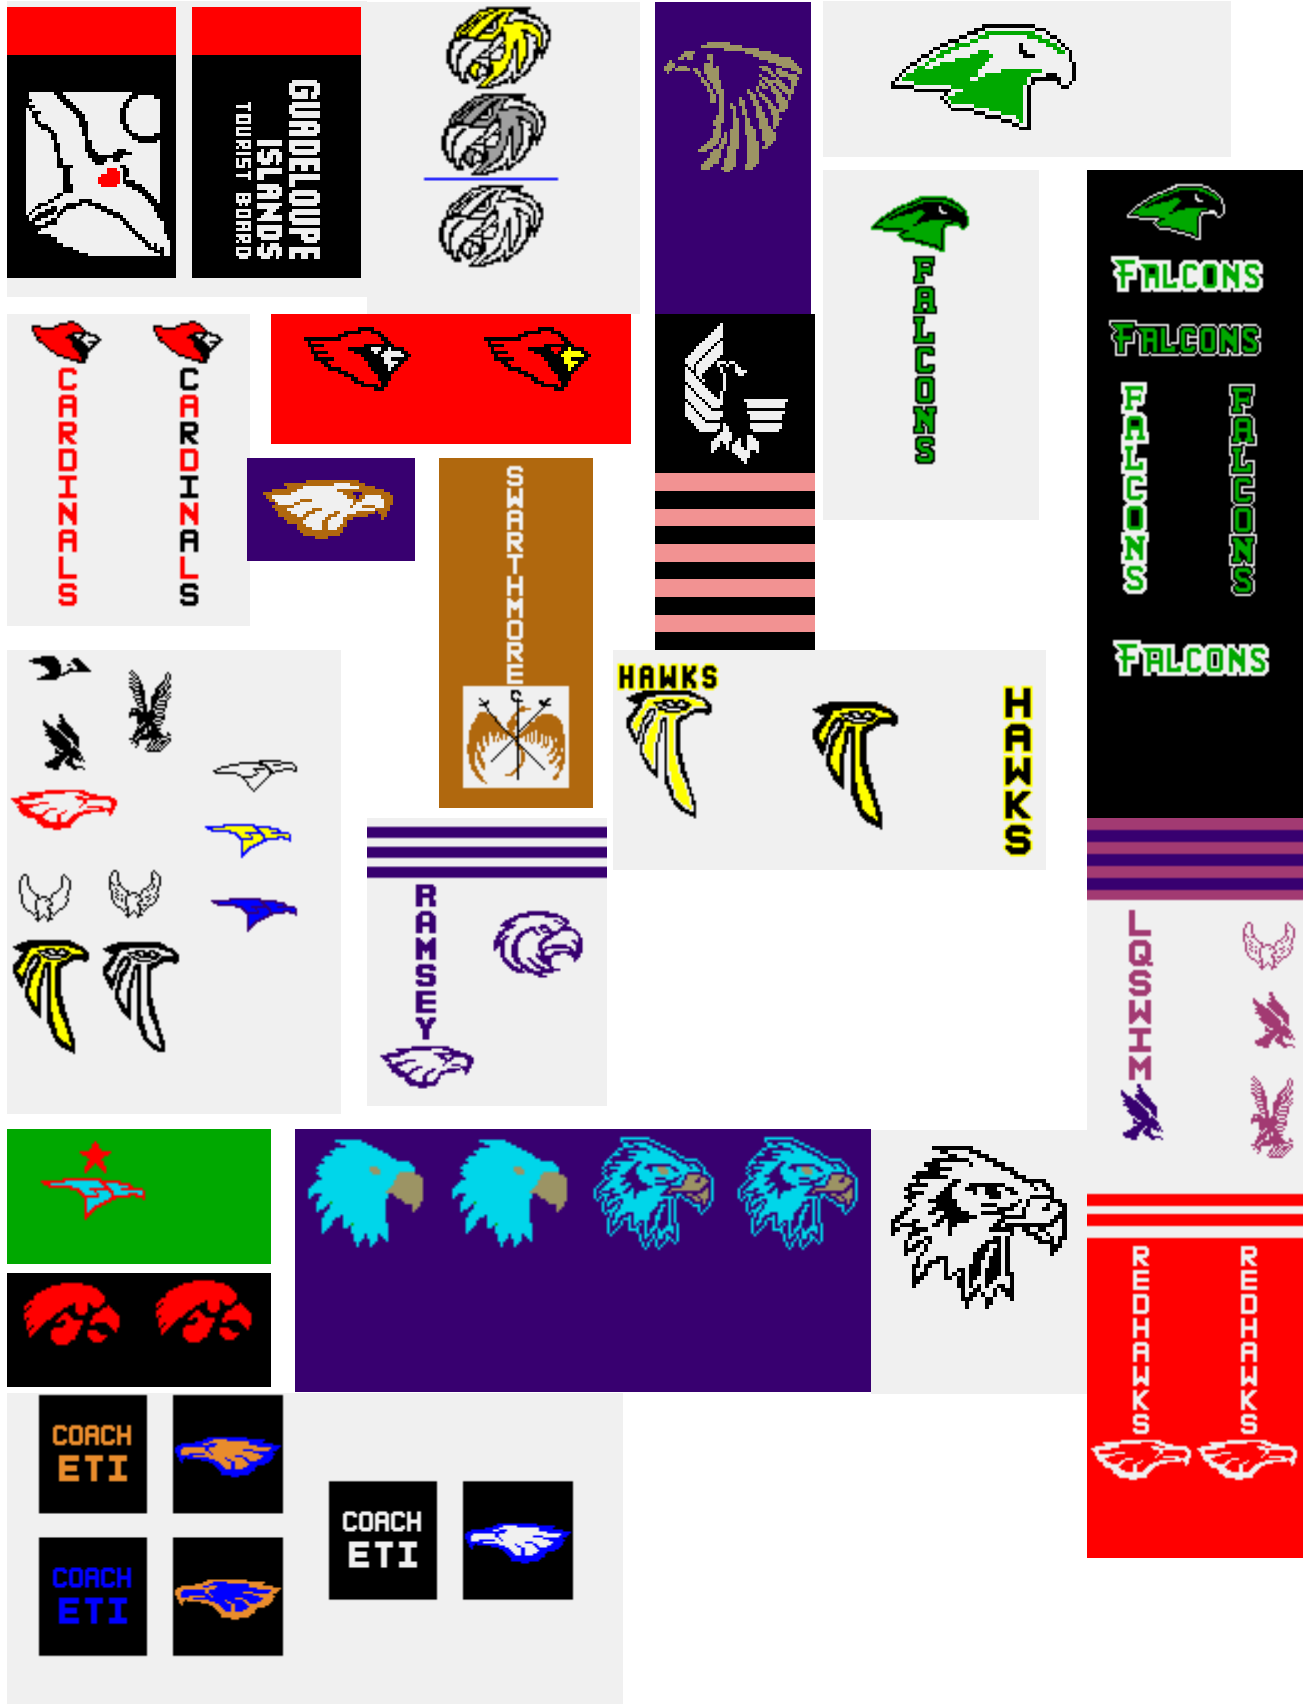 GUADELOUPE
ISLANDS
TOURIST BOARD
FALCONS
FALCONS
FALCONS
FALCONS
FALCONS
FALCONS
CARDINALS
CARDINALS
SWARTHMORE
C
HAWKS
HAWKS
RAMSEY
LQSWIM
REDHAWKS
REDHAWKS
COACH
ETI
COACH
ETI
COACH
ETI